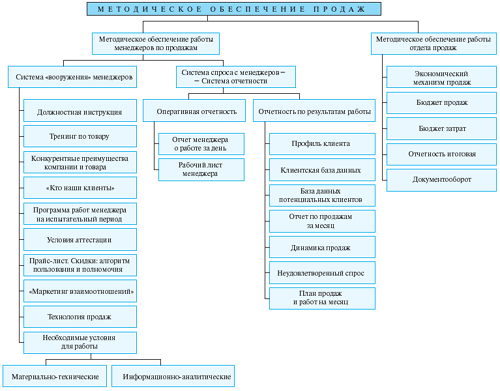 МЕТОДИЧЕСКОЕ ОБЕСПЕЧЕНИЕ ПРОДАЖ
Методическое обеспечение работы
менеджеров по продажам
Методическое обеспечение работы
отдела продаж
Система «вооружения» менеджеров
Система спроса с менеджеров –
– Система отчетности
Должностная инструкция
Тренинг по товару
Конкурентные преимущества
компании и товара
«Кто наши клиенты»
Программа работ менеджера
на испытательный период
Условия аттестации
Прайс-лист. Скидки: алгоритм
пользования и полномочия
«Маркетинг взаимоотношений»
Технология продаж
Необходимые условия
для работы
Материально-технические
Информационно-аналитические
Оперативная отчетность
Отчет менеджера
о работе за день
Рабочий лист
менеджера
Отчетность по результатам работы
Профиль клиента
Клиентская база данных
База данных
потенциальных клиентов
Отчет по продажам
за месяц
Динамика продаж
Неудовлетворенный спрос
План продаж
и работ на месяц
Экономический
механизм продаж
Бюджет продаж
Бюджет затрат
Отчетность итоговая
Документооборот